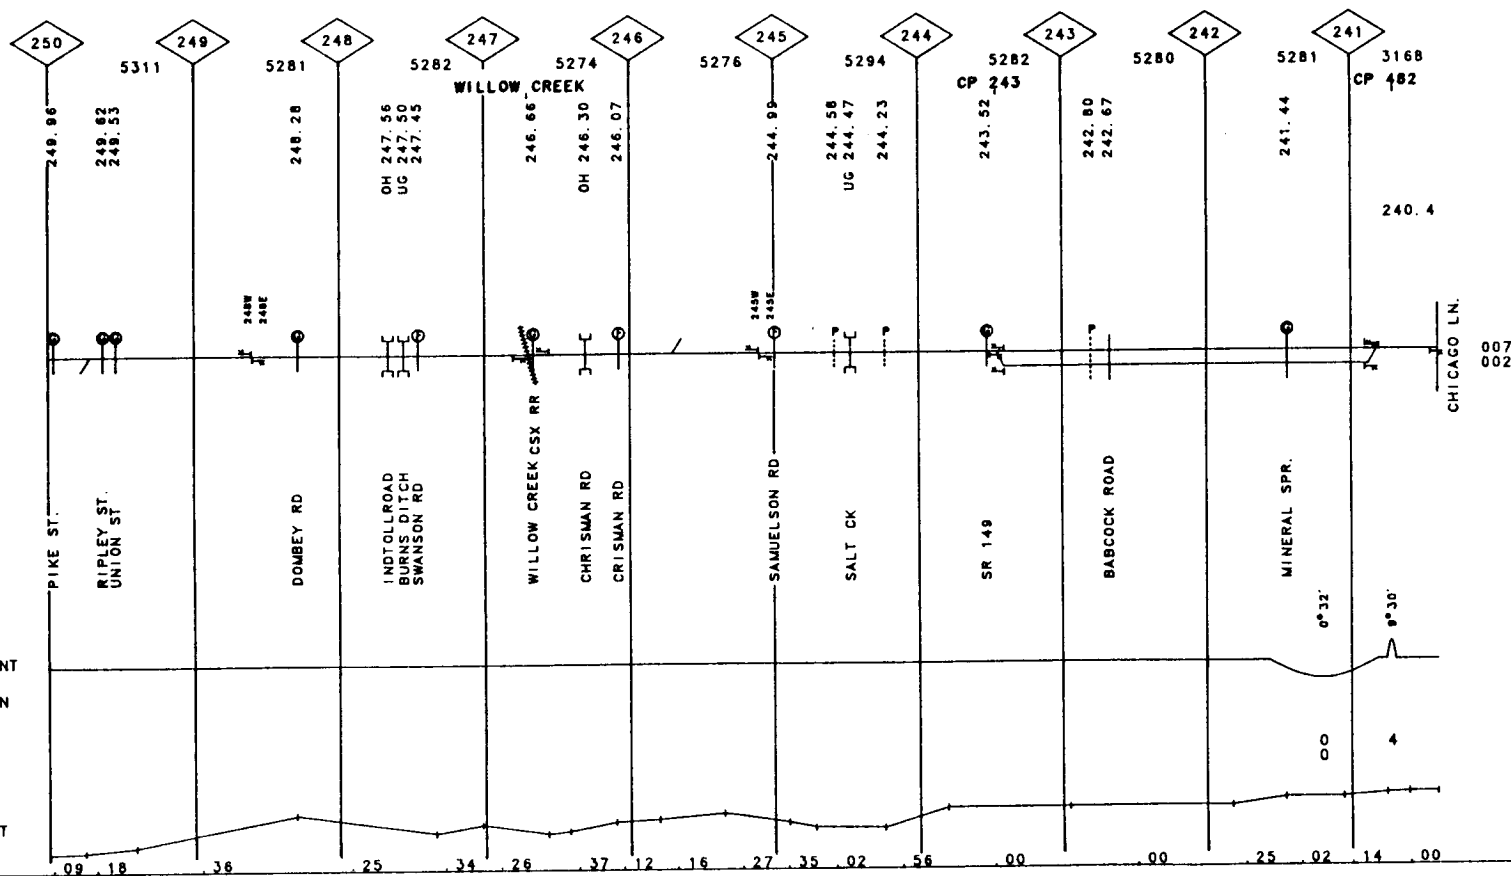 250 249 248 247 246 245 244 243 242 241
5311 5281 5282 5274 5276 5294 5282 5280 5281 3168
WILLOW CREEK
CP 243
CP 482
249.96
249.62
249.53
248.28
OH 247.56
UG 247.50
247.45
246.66
OH 246.30
246.07
244.99
244.58
UG 244.47
244.23
243.52
242.80
242.67
241.44
240.4
248W
248E
245W
245E
G G G G F G F F P P G P G
CHICAGO LN.
007
002
PIKE ST.
RIPLEY ST.
UNION ST
DOMBEY RD
INDTOLLROAD
BURNS DITCH
SWANSON RD
WILLOW CREEK CSX RR
CHRISMAN RD
CRISMAN RD
SAMUELSON RD
SALT CK
SR 149
BABCOCK ROAD
MINERAL SPR.
0°32'
9°30'
NT
N
0 4
0
T
.09 .18 .36 .25 .34 .26 .37 .12 .16 .27 .35 .02 .56 .00 .00 .25 .02 .14 .00